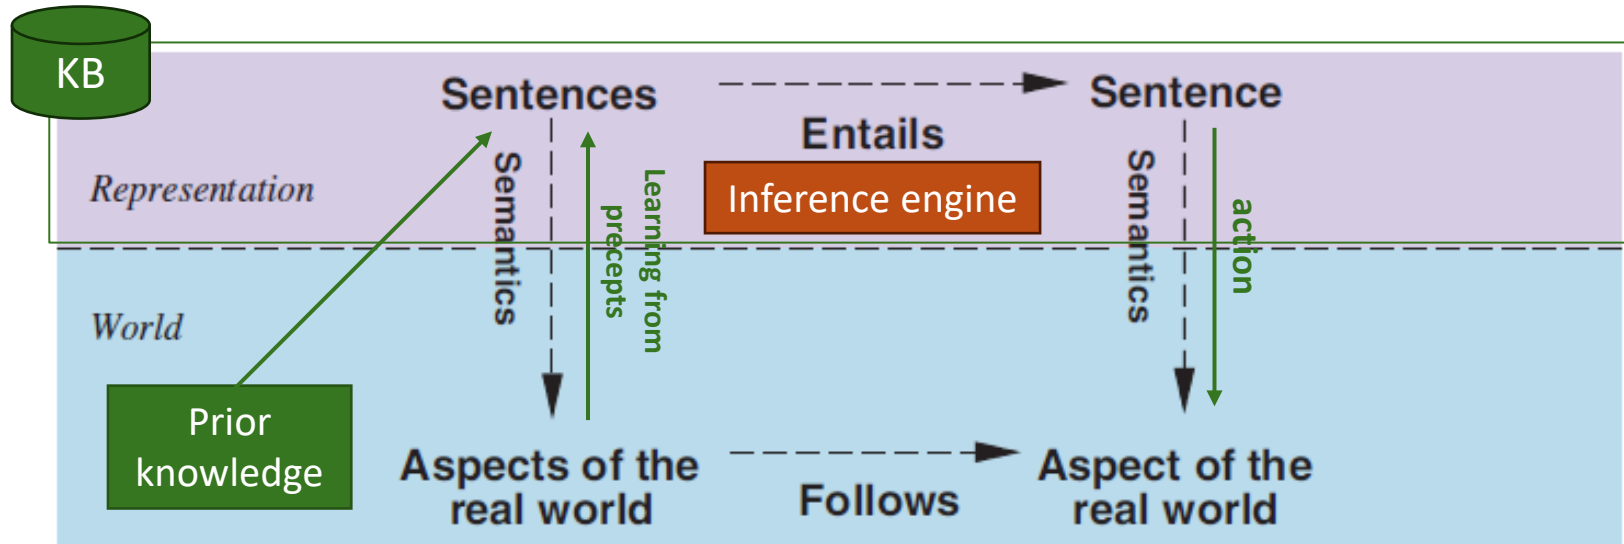 KB
Sentences
Sentence
Entails
Representation
Semantics
Learning from
precepts
Inference engine
Semantics
action
World
Prior
knowledge
Aspects of the
real world
Follows
Aspect of the
real world